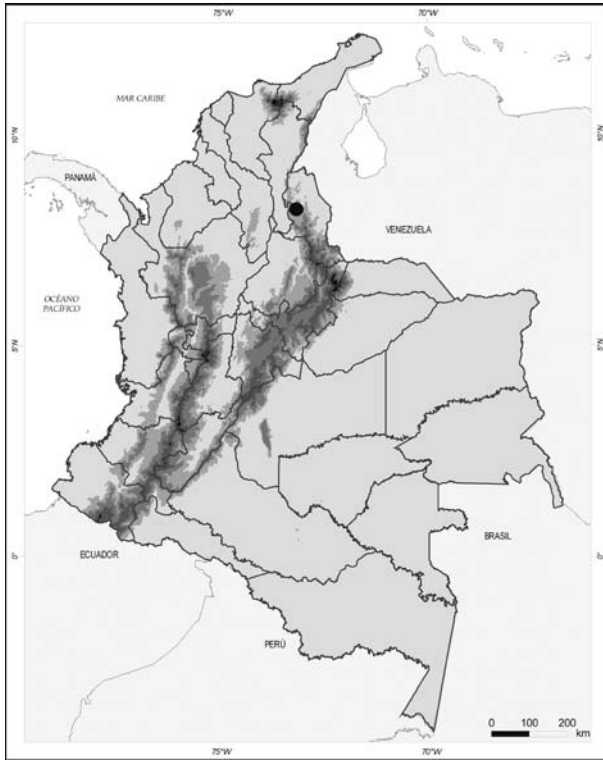 75°W 70°W
MAR CARIBE
10°N
10°N
PANAMÁ
VENEZUELA
OCÉANO
PACÍFICO
5°N
5°N
0°
0°
ECUADOR
BRASIL
PERÚ
0 100 200
km
75°W 70°W